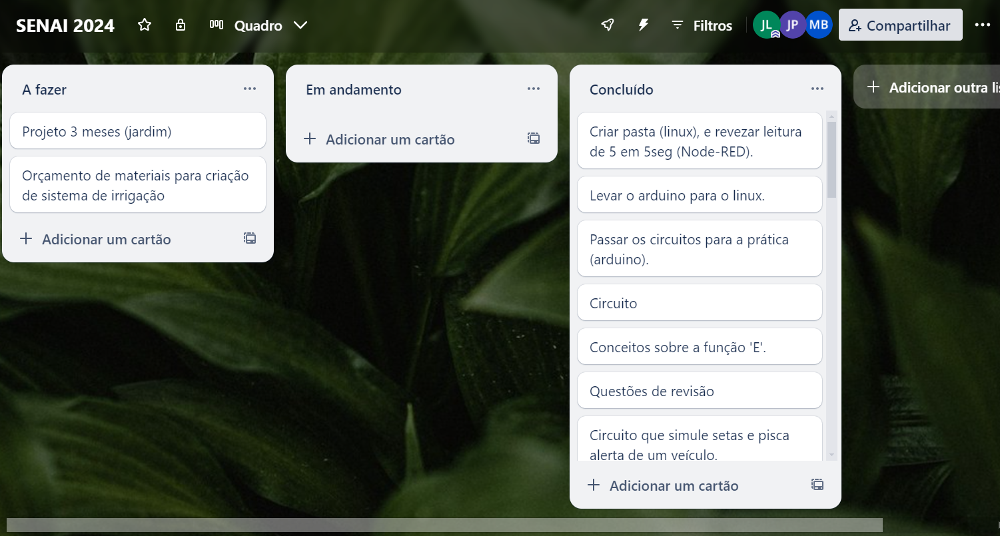 SENAI 2024
Quadro
Filtros
JL
JP
MB
Compartilhar
A fazer
Projeto 3 meses (jardim)
Orçamento de materiais para criação
de sistema de irrigação
Adicionar um cartão
Em andamento
Adicionar um cartão
Concluído
Criar pasta (linux), e revezar leitura
de 5 em 5seg (Node-RED).
Levar o arduino para o linux.
Passar os circuitos para a prática
(arduino).
Circuito
Conceitos sobre a função 'E'.
Questões de revisão
Circuito que simule setas e pisca
alerta de um veículo.
Adicionar um cartão
Adicionar outra lis